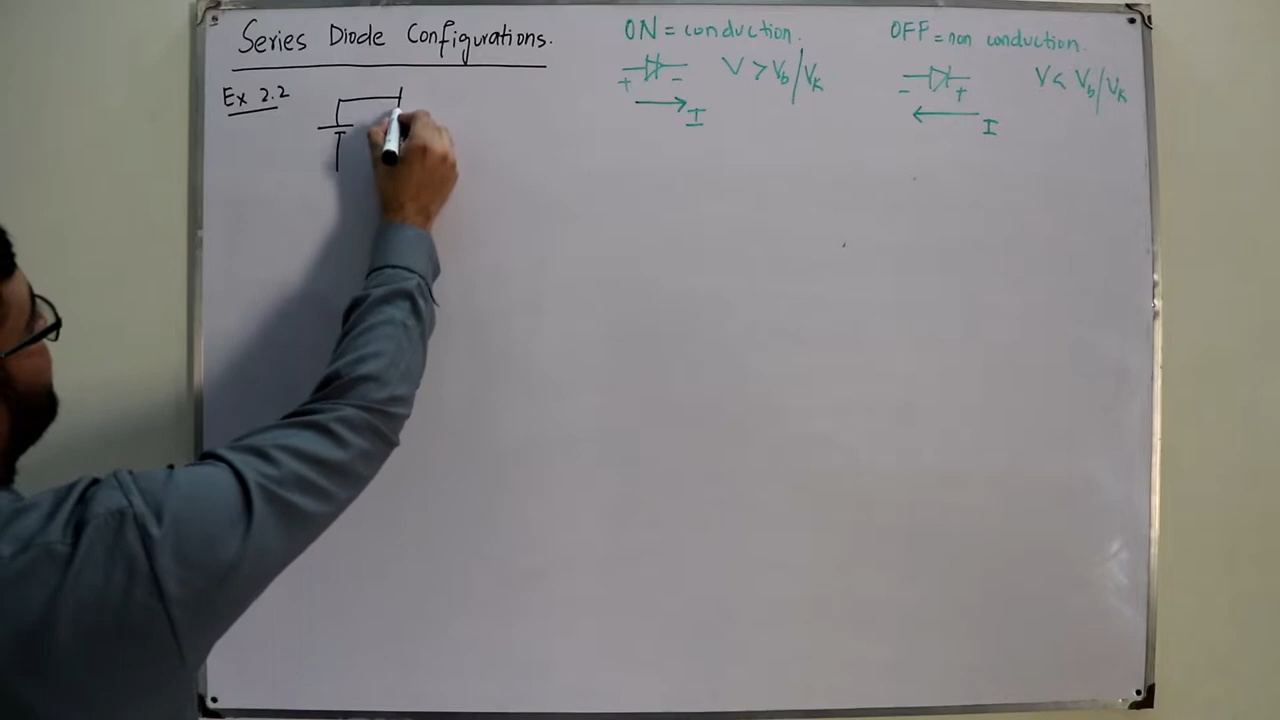 Series Diode Configurations.
Ex 2.2
ON = conduction.
+ - V > Vb/VK
I
OFF = non conduction.
- + V < Vb/VK
I